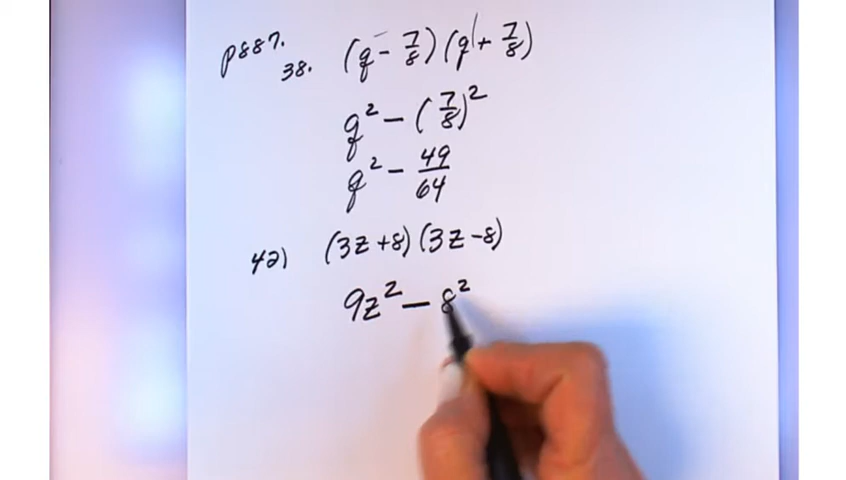 p887.
38. (q - 7/8)(q + 7/8)
q² - (7/8)²
q² - 49/64
42) (3z + 8)(3z - 8)
9z² - 8²